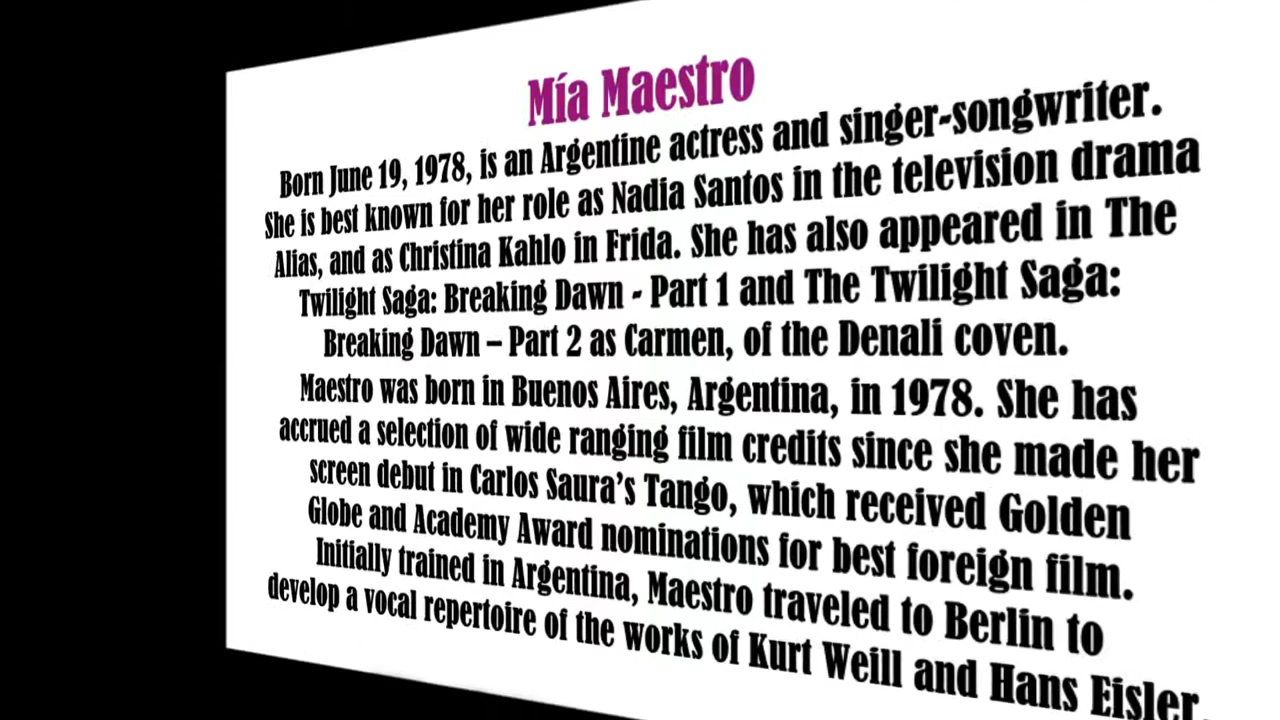 Mía Maestro
Born June 19, 1978, is an Argentine actress and singer-songwriter.
She is best known for her role as Nadia Santos in the television drama
Alias, and as Christina Kahlo in Frida. She has also appeared in The
Twilight Saga: Breaking Dawn - Part 1 and The Twilight Saga:
Breaking Dawn – Part 2 as Carmen, of the Denali coven.
Maestro was born in Buenos Aires, Argentina, in 1978. She has
accrued a selection of wide ranging film credits since she made her
screen debut in Carlos Saura’s Tango, which received Golden
Globe and Academy Award nominations for best foreign film.
Initially trained in Argentina, Maestro traveled to Berlin to
develop a vocal repertoire of the works of Kurt Weill and Hans Eisler.